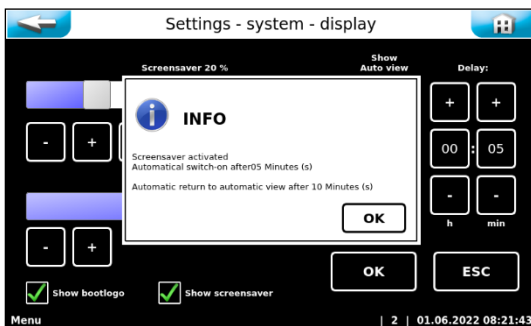 Settings - system - display
Screensaver 20 %
Show
Auto view
Delay:
INFO
Screensaver activated
Automatical switch-on after05 Minutes (s)
Automatic return to automatic view after 10 Minutes (s)
OK
- +
+ +
00 : 05
- -
h min
- +
OK ESC
Show bootlogo Show screensaver
Menu | 2 | 01.06.2022 08:21:43